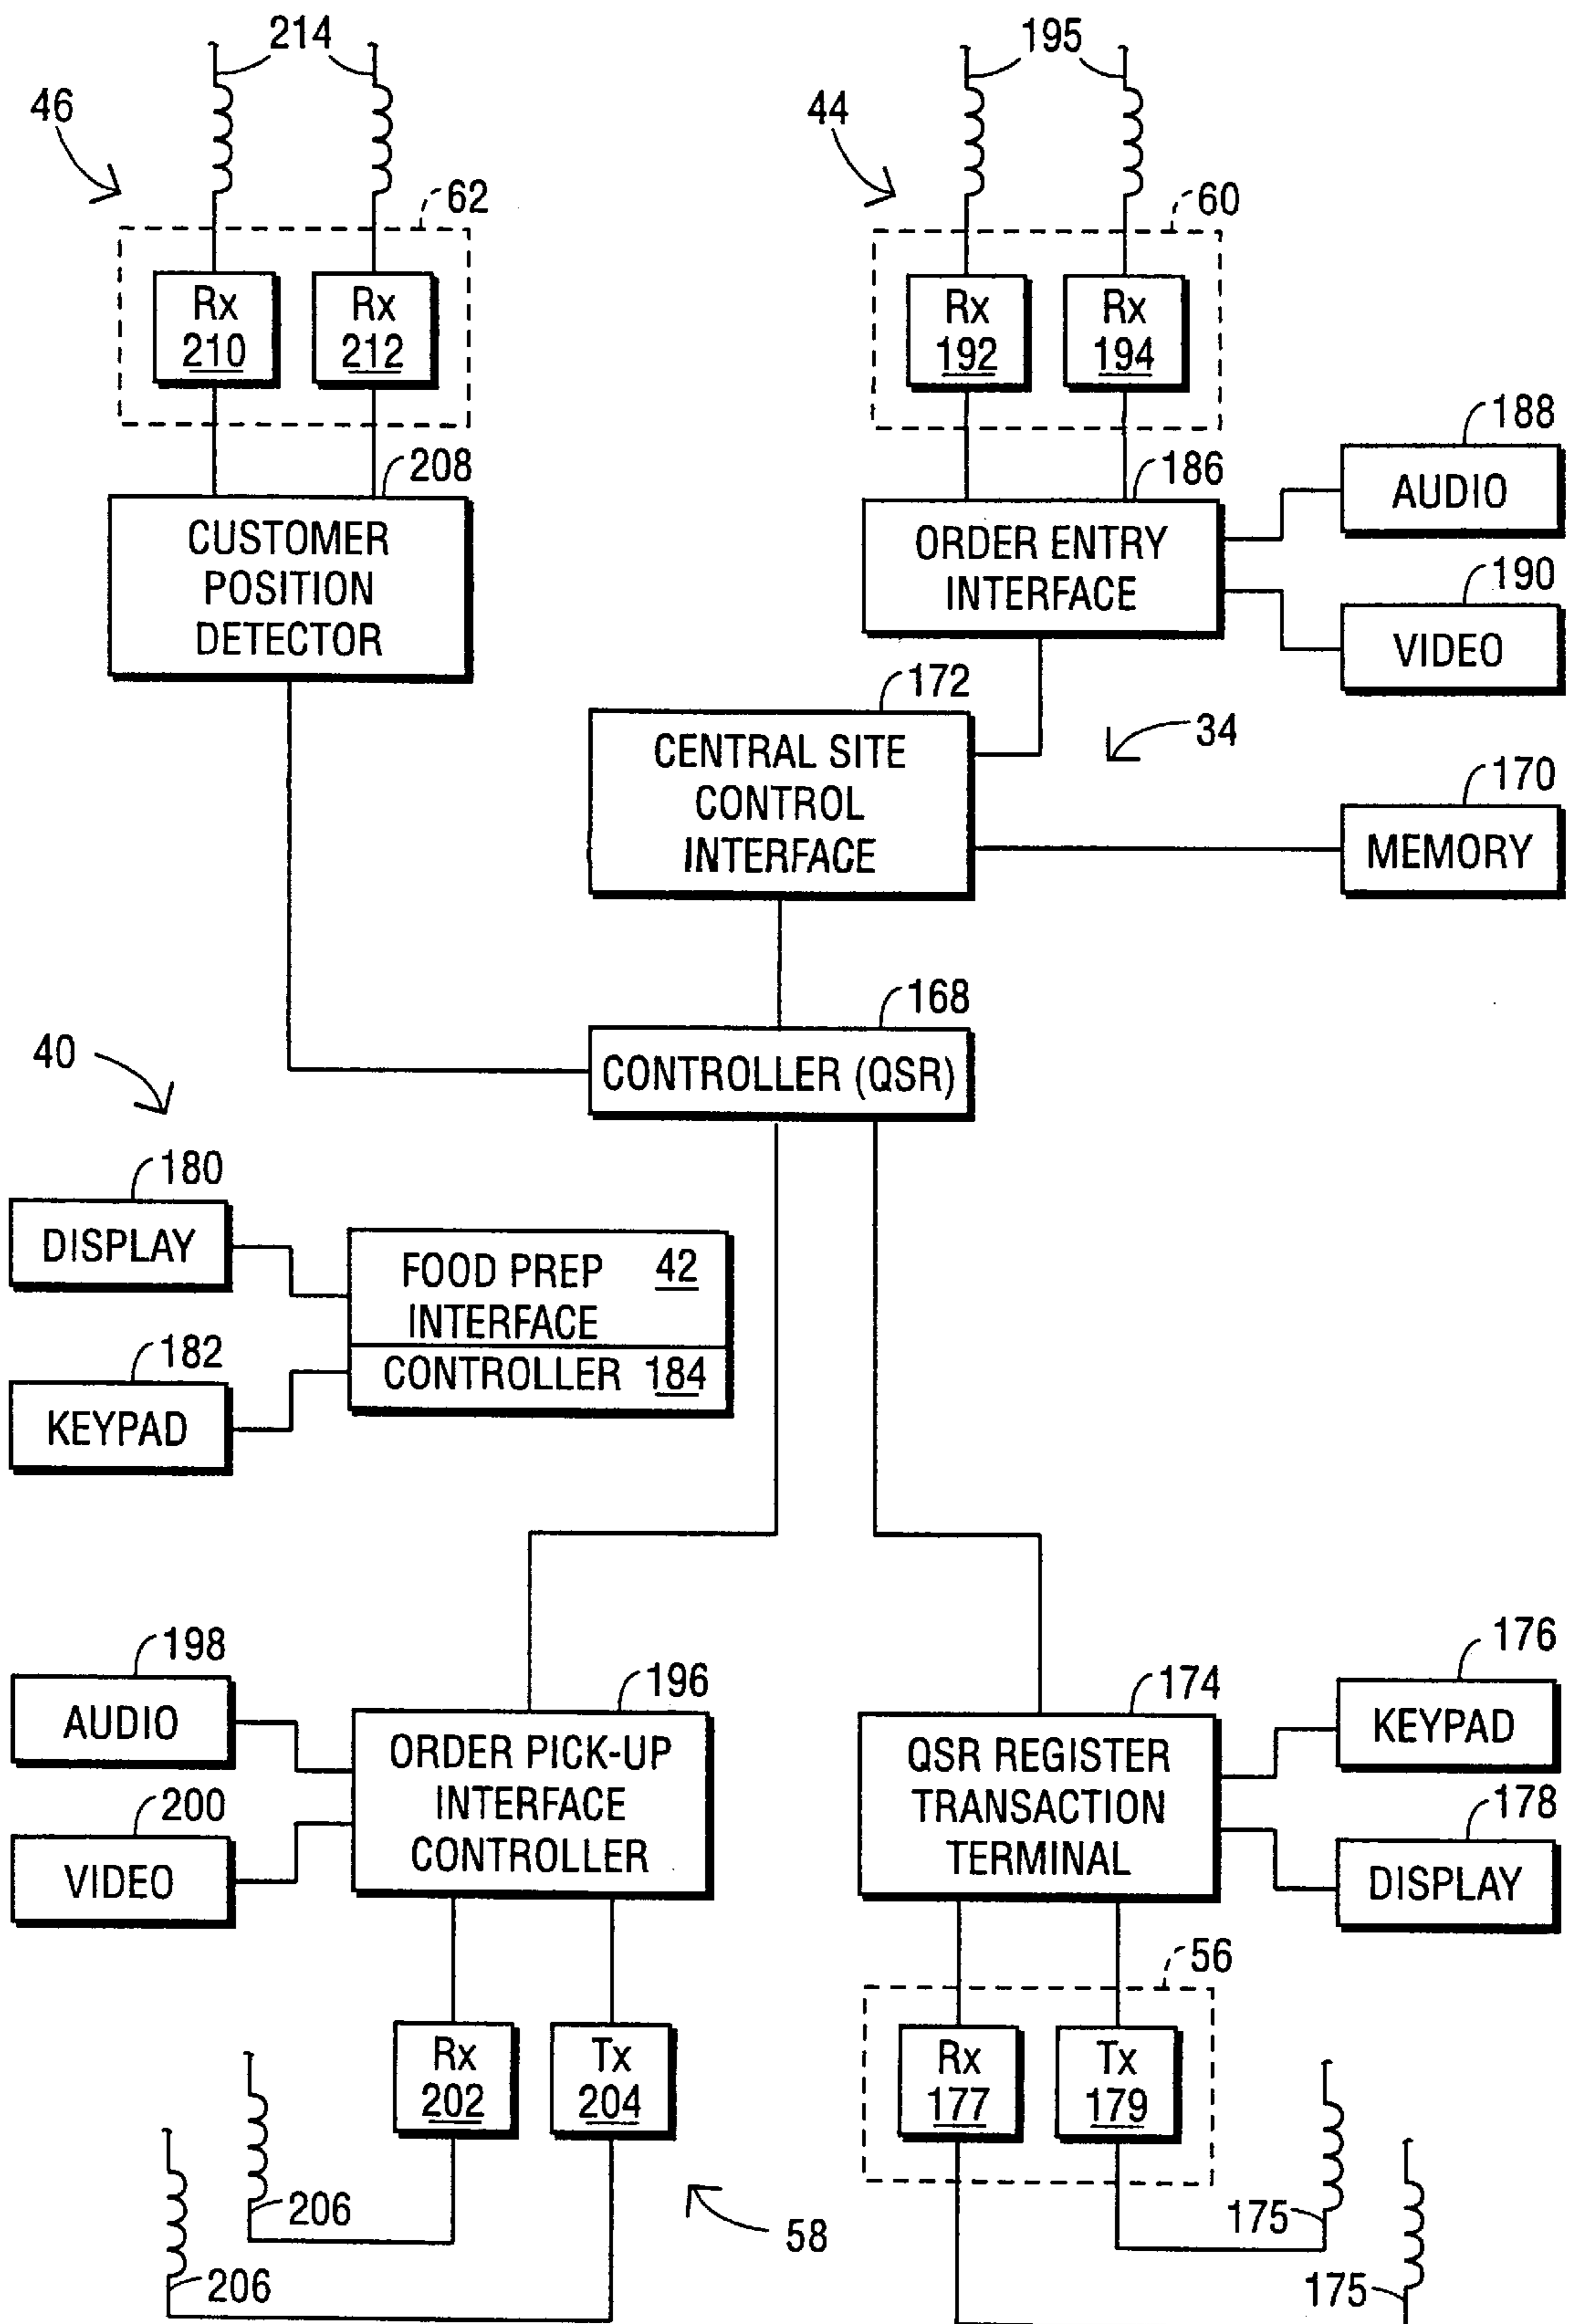 214
195
46
44
62
60
Rx
210
Rx
212
Rx
192
Rx
194
188
AUDIO
208
186
CUSTOMER
POSITION
DETECTOR
ORDER ENTRY
INTERFACE
190
VIDEO
172
34
CENTRAL SITE
CONTROL
INTERFACE
170
MEMORY
168
CONTROLLER (QSR)
40
180
DISPLAY
FOOD PREP 42
INTERFACE
CONTROLLER 184
182
KEYPAD
198
AUDIO
196
ORDER PICK-UP
INTERFACE
CONTROLLER
200
VIDEO
174
QSR REGISTER
TRANSACTION
TERMINAL
176
KEYPAD
178
DISPLAY
56
Rx
202
Tx
204
Rx
177
Tx
179
206
58
175
206
175